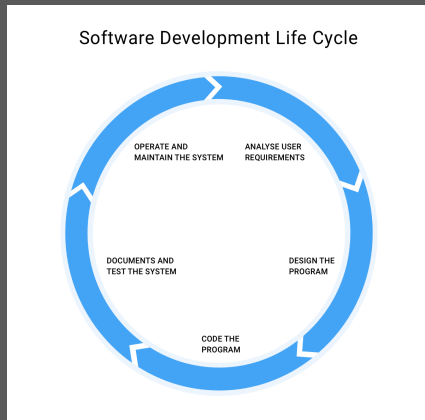 Software Development Life Cycle
OPERATE AND
MAINTAIN THE SYSTEM
ANALYSE USER
REQUIREMENTS
DOCUMENTS AND
TEST THE SYSTEM
DESIGN THE
PROGRAM
CODE THE
PROGRAM